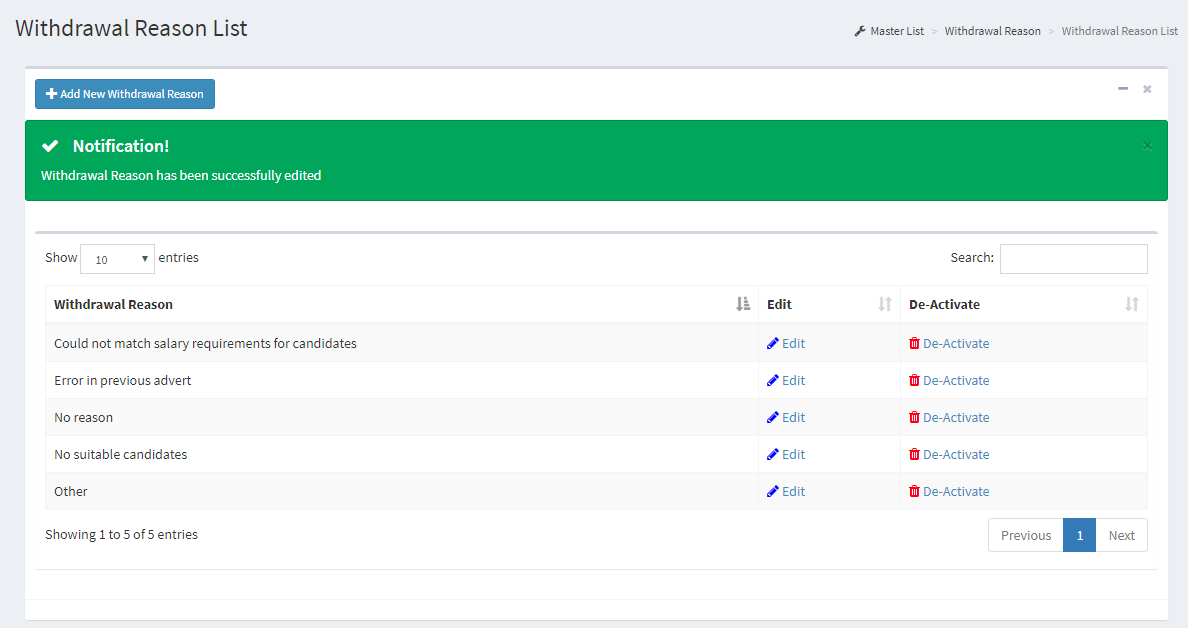 Withdrawal Reason List
Master List > Withdrawal Reason > Withdrawal Reason List
Add New Withdrawal Reason
Notification!
Withdrawal Reason has been successfully edited
Show 10 entries Search:
Withdrawal Reason Edit De-Activate
Could not match salary requirements for candidates Edit De-Activate
Error in previous advert Edit De-Activate
No reason Edit De-Activate
No suitable candidates Edit De-Activate
Other Edit De-Activate
Showing 1 to 5 of 5 entries Previous 1 Next